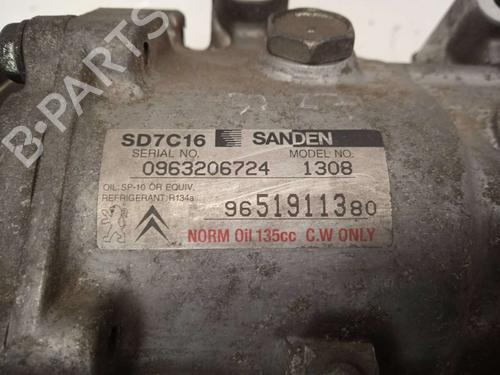 SD7C16 SANDEN
SERIAL NO. MODEL NO.
0963206724 1308
OIL: SP-10 OR EQUIV.
REFRIGERANT: R134a
9651911380
NORM Oil 135cc C.W ONLY
B-PARTS